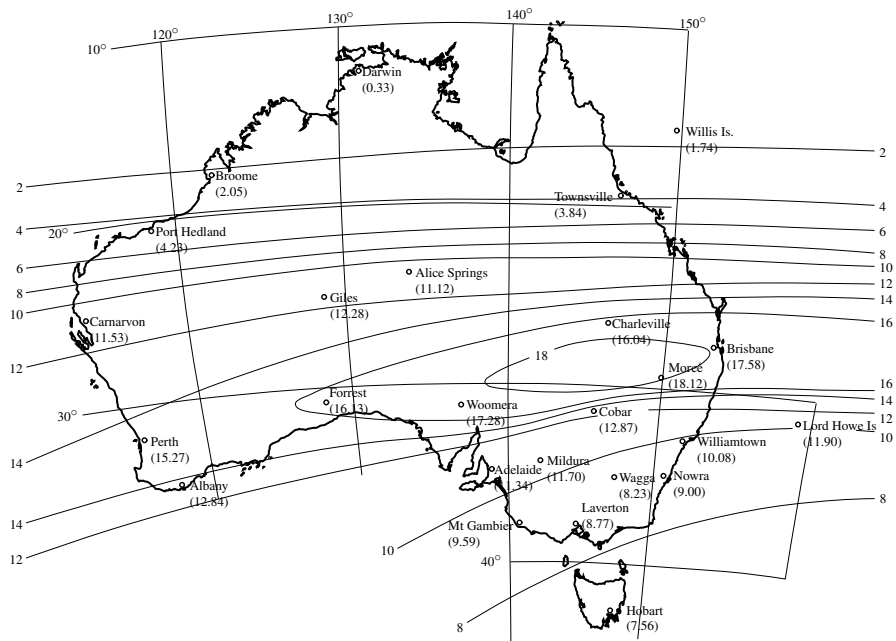 120°
130°
140°
150°
10°
Darwin
(0.33)
Willis Is.
(1.74)
2
2
Broome
(2.05)
Townsville
(3.84)
4
4
20°
Port Hedland
(4.23)
6
6
8
8
10
10
Alice Springs
(11.12)
12
14
Giles
(12.28)
Carnarvon
(11.53)
Charleville
(16.04)
16
18
Brisbane
(17.58)
12
Moree
(18.12)
16
14
30°
Forrest
(16.13)
Woomera
(17.28)
Cobar
(12.87)
12
Lord Howe Is
(11.90)
10
Perth
(15.27)
Williamtown
(10.08)
14
Mildura
(11.70)
Adelaide
(11.34)
Wagga
(8.23)
Nowra
(9.00)
Albany
(12.84)
8
14
Laverton
(8.77)
Mt Gambier
(9.59)
10
12
40°
Hobart
(7.56)
8